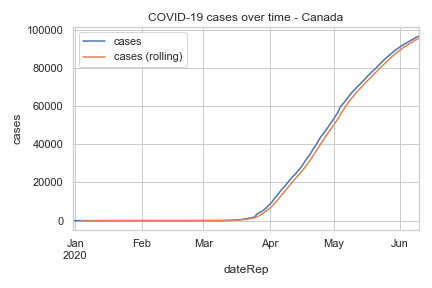 COVID-19 cases over time - Canada
cases
cases (rolling)
100000
80000
60000
40000
20000
0
cases
Jan
2020
Feb
Mar
Apr
May
Jun
dateRep